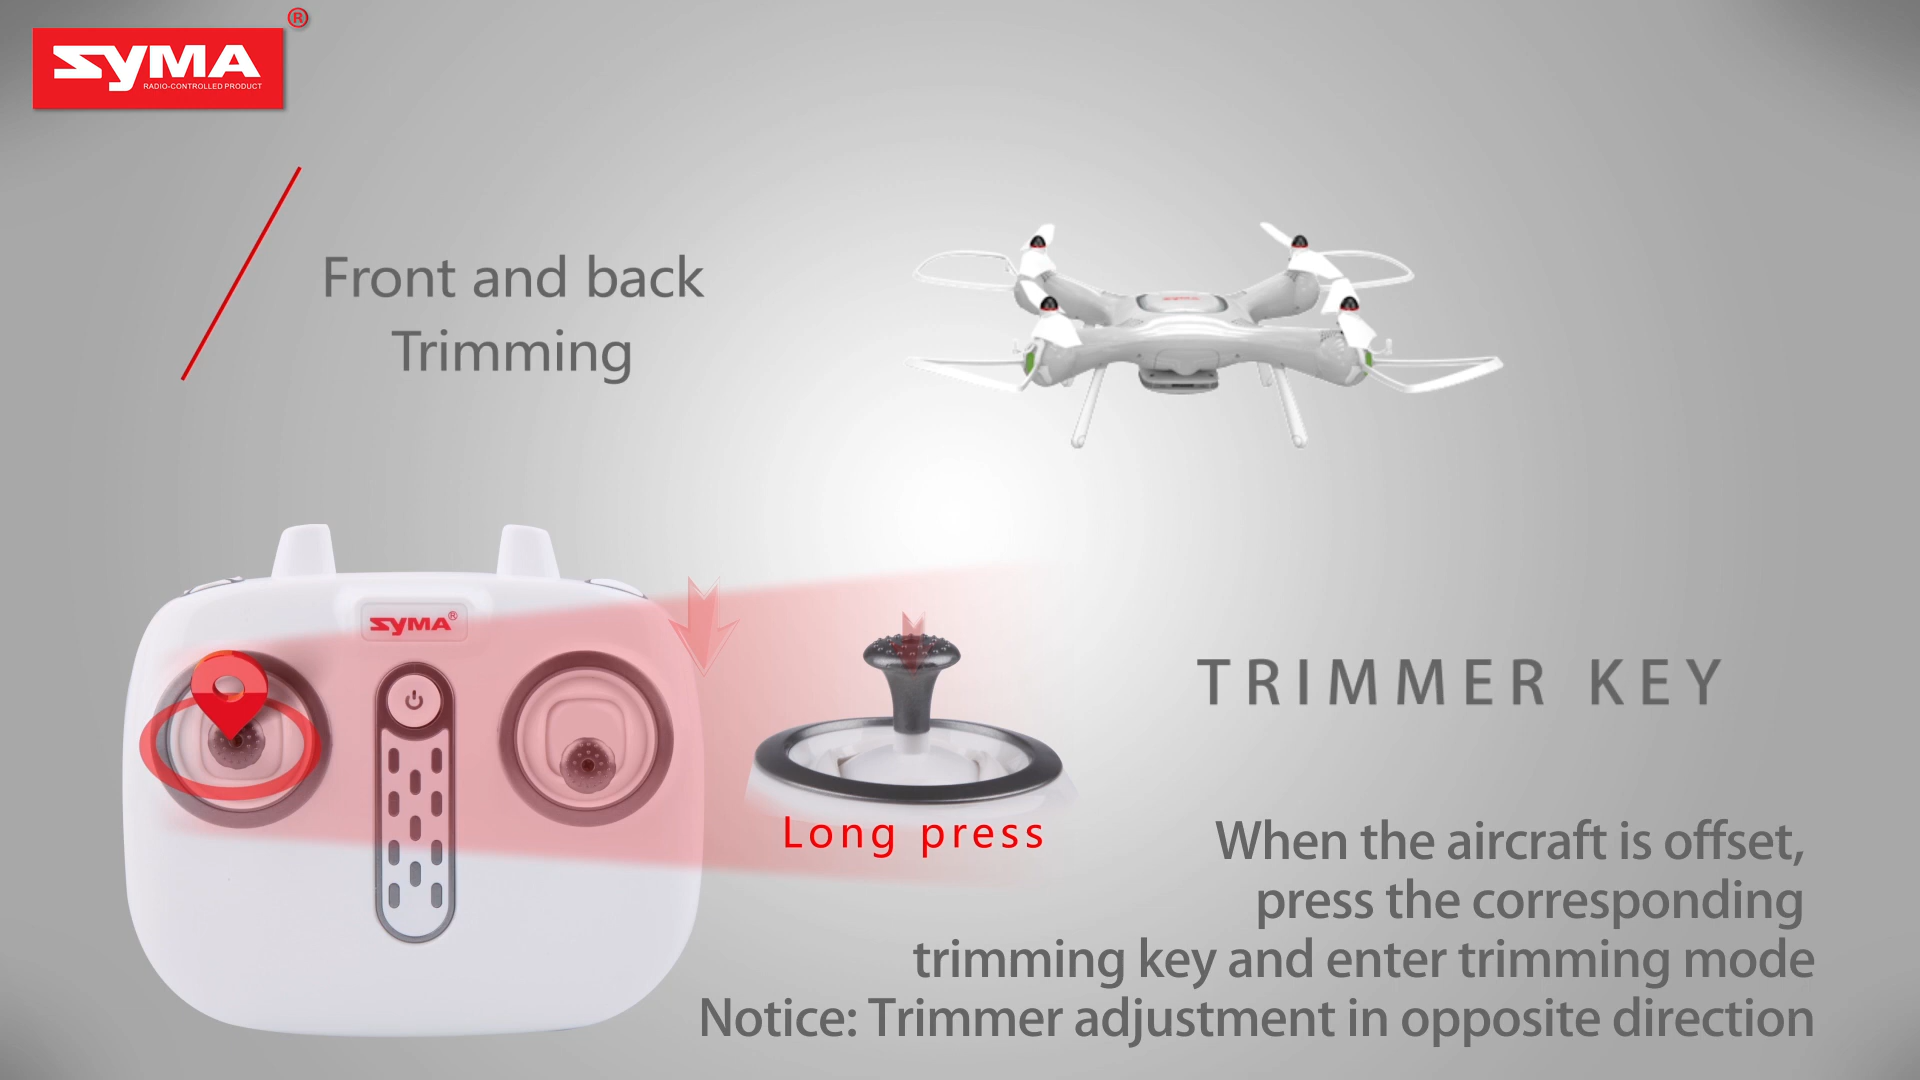 SYMA®
RADIO-CONTROLLED PRODUCT
Front and back
Trimming
SYMA
SYMA®
TRIMMER KEY
Long press
When the aircraft is offset,
press the corresponding
trimming key and enter trimming mode
Notice: Trimmer adjustment in opposite direction